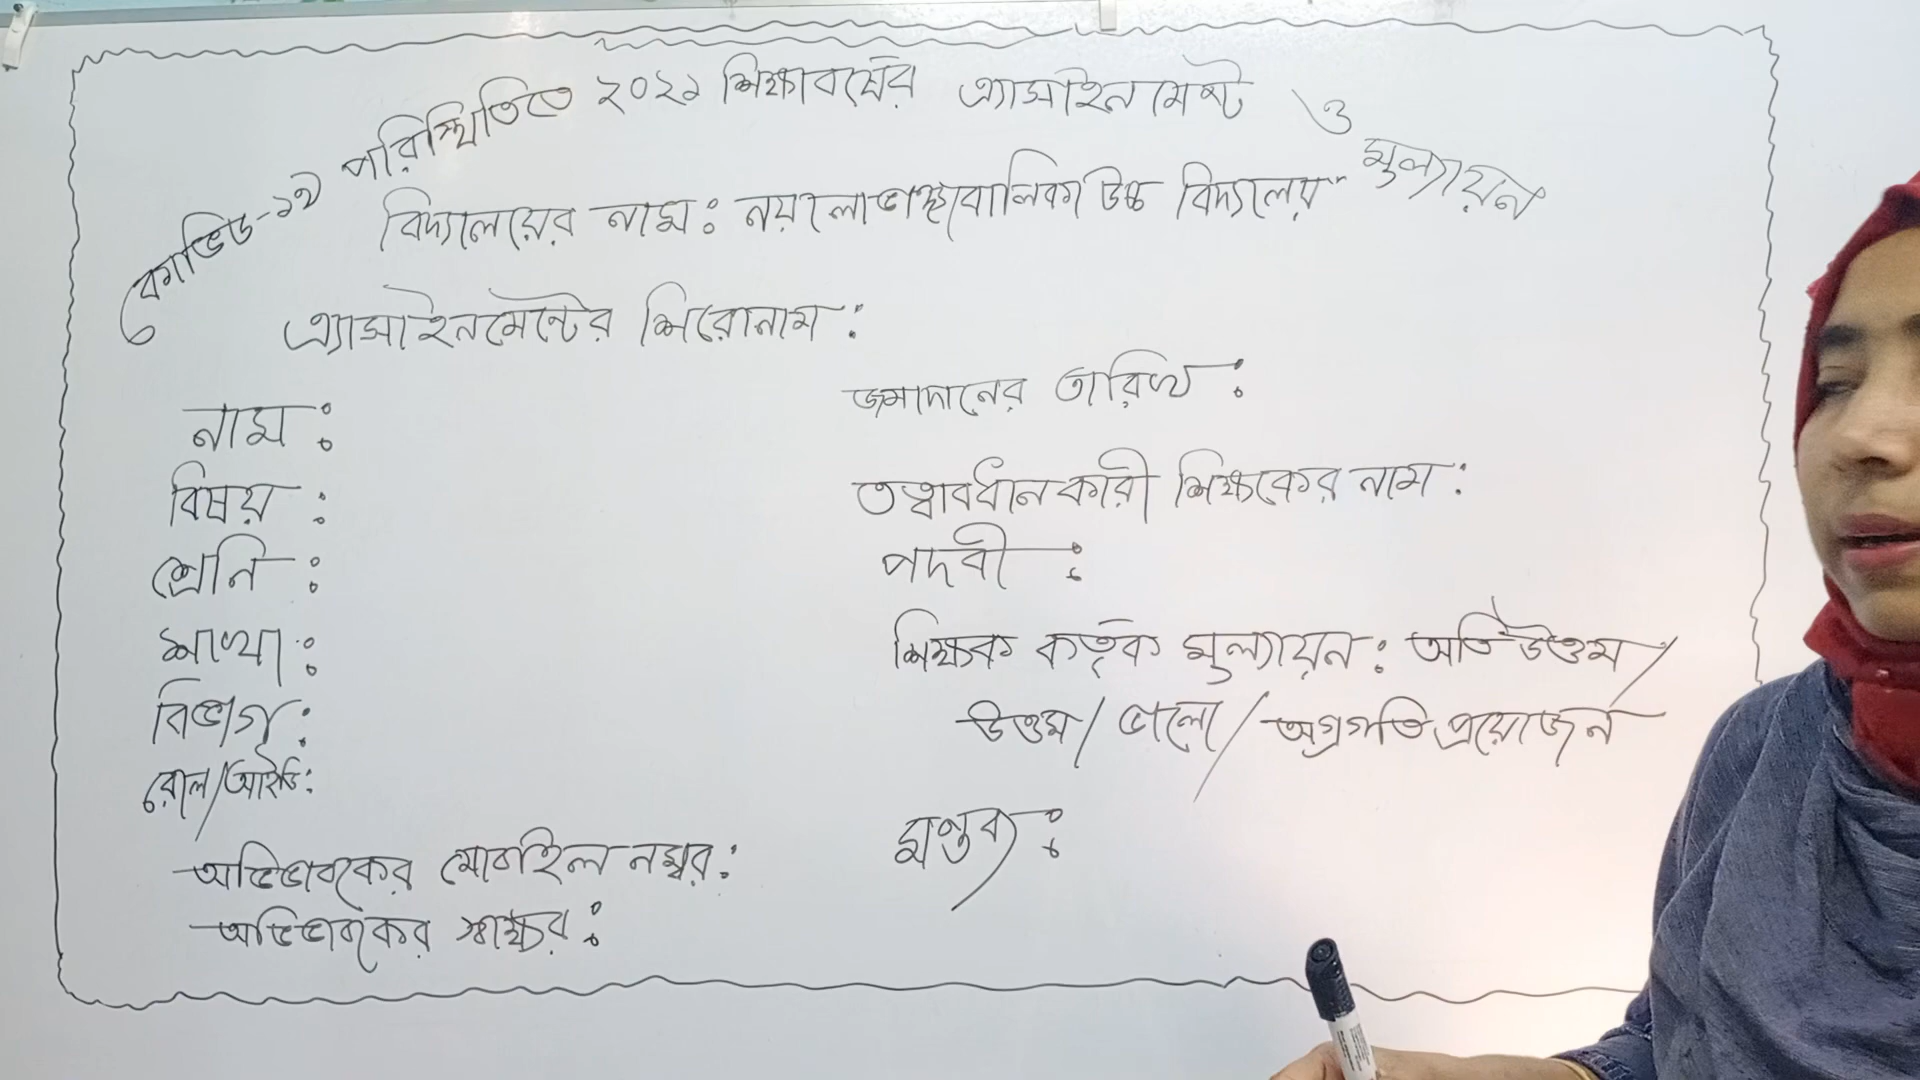 কোভিড-১৯ পরিস্থিতিতে ২০২১ শিক্ষাবর্ষের এ্যাসাইনমেন্ট ও মুল্যায়ন
বিদ্যালয়ের নাম: নয়ালাভাঙ্গা বালিকা উচ্চ বিদ্যালয়
এ্যাসাইনমেন্টের শিরোনাম :
নাম :
জমাদানের তারিখ :
বিষয় :
তত্বাবধানকারী শিক্ষকের নাম :
শ্রেনি :
পদবী :
শাখা :
শিক্ষক কর্তৃক মুল্যায়ন : অতি উত্তম /
বিভাগ :
উত্তম / ভালো / অগ্রগতি প্রয়োজন
রোল/আইডি :
মন্তব্য :
অভিভাবকের মোবাইল নম্বর :
অভিভাবকের স্বাক্ষর :